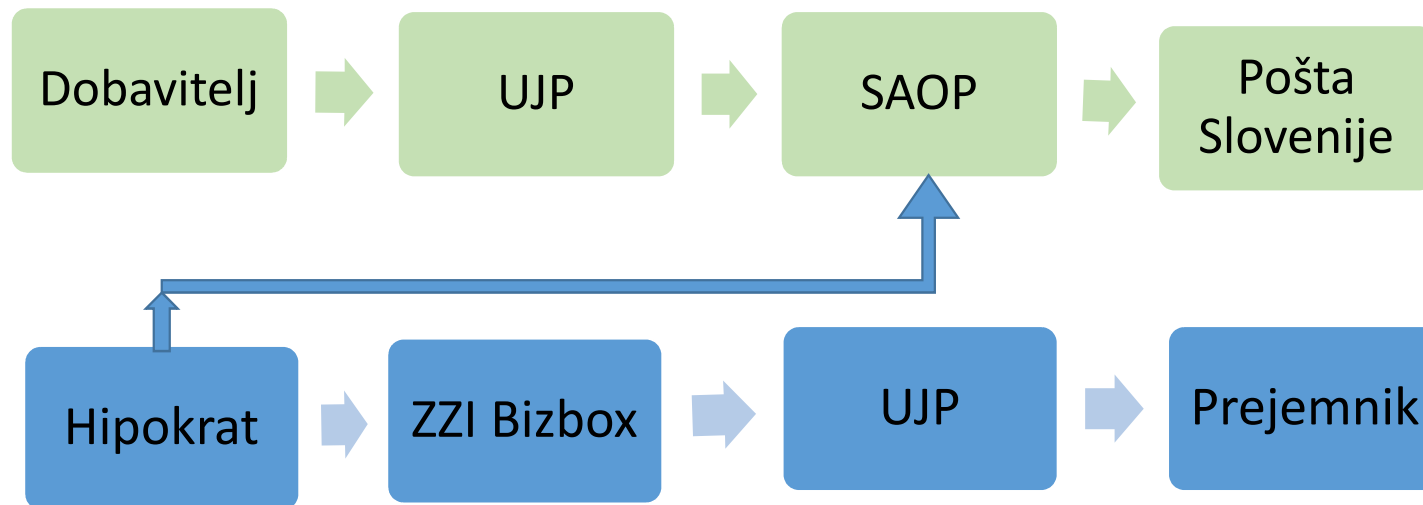 Dobavitelj
UJP
SAOP
Pošta
Slovenije
Hipokrat
ZZI Bizbox
UJP
Prejemnik